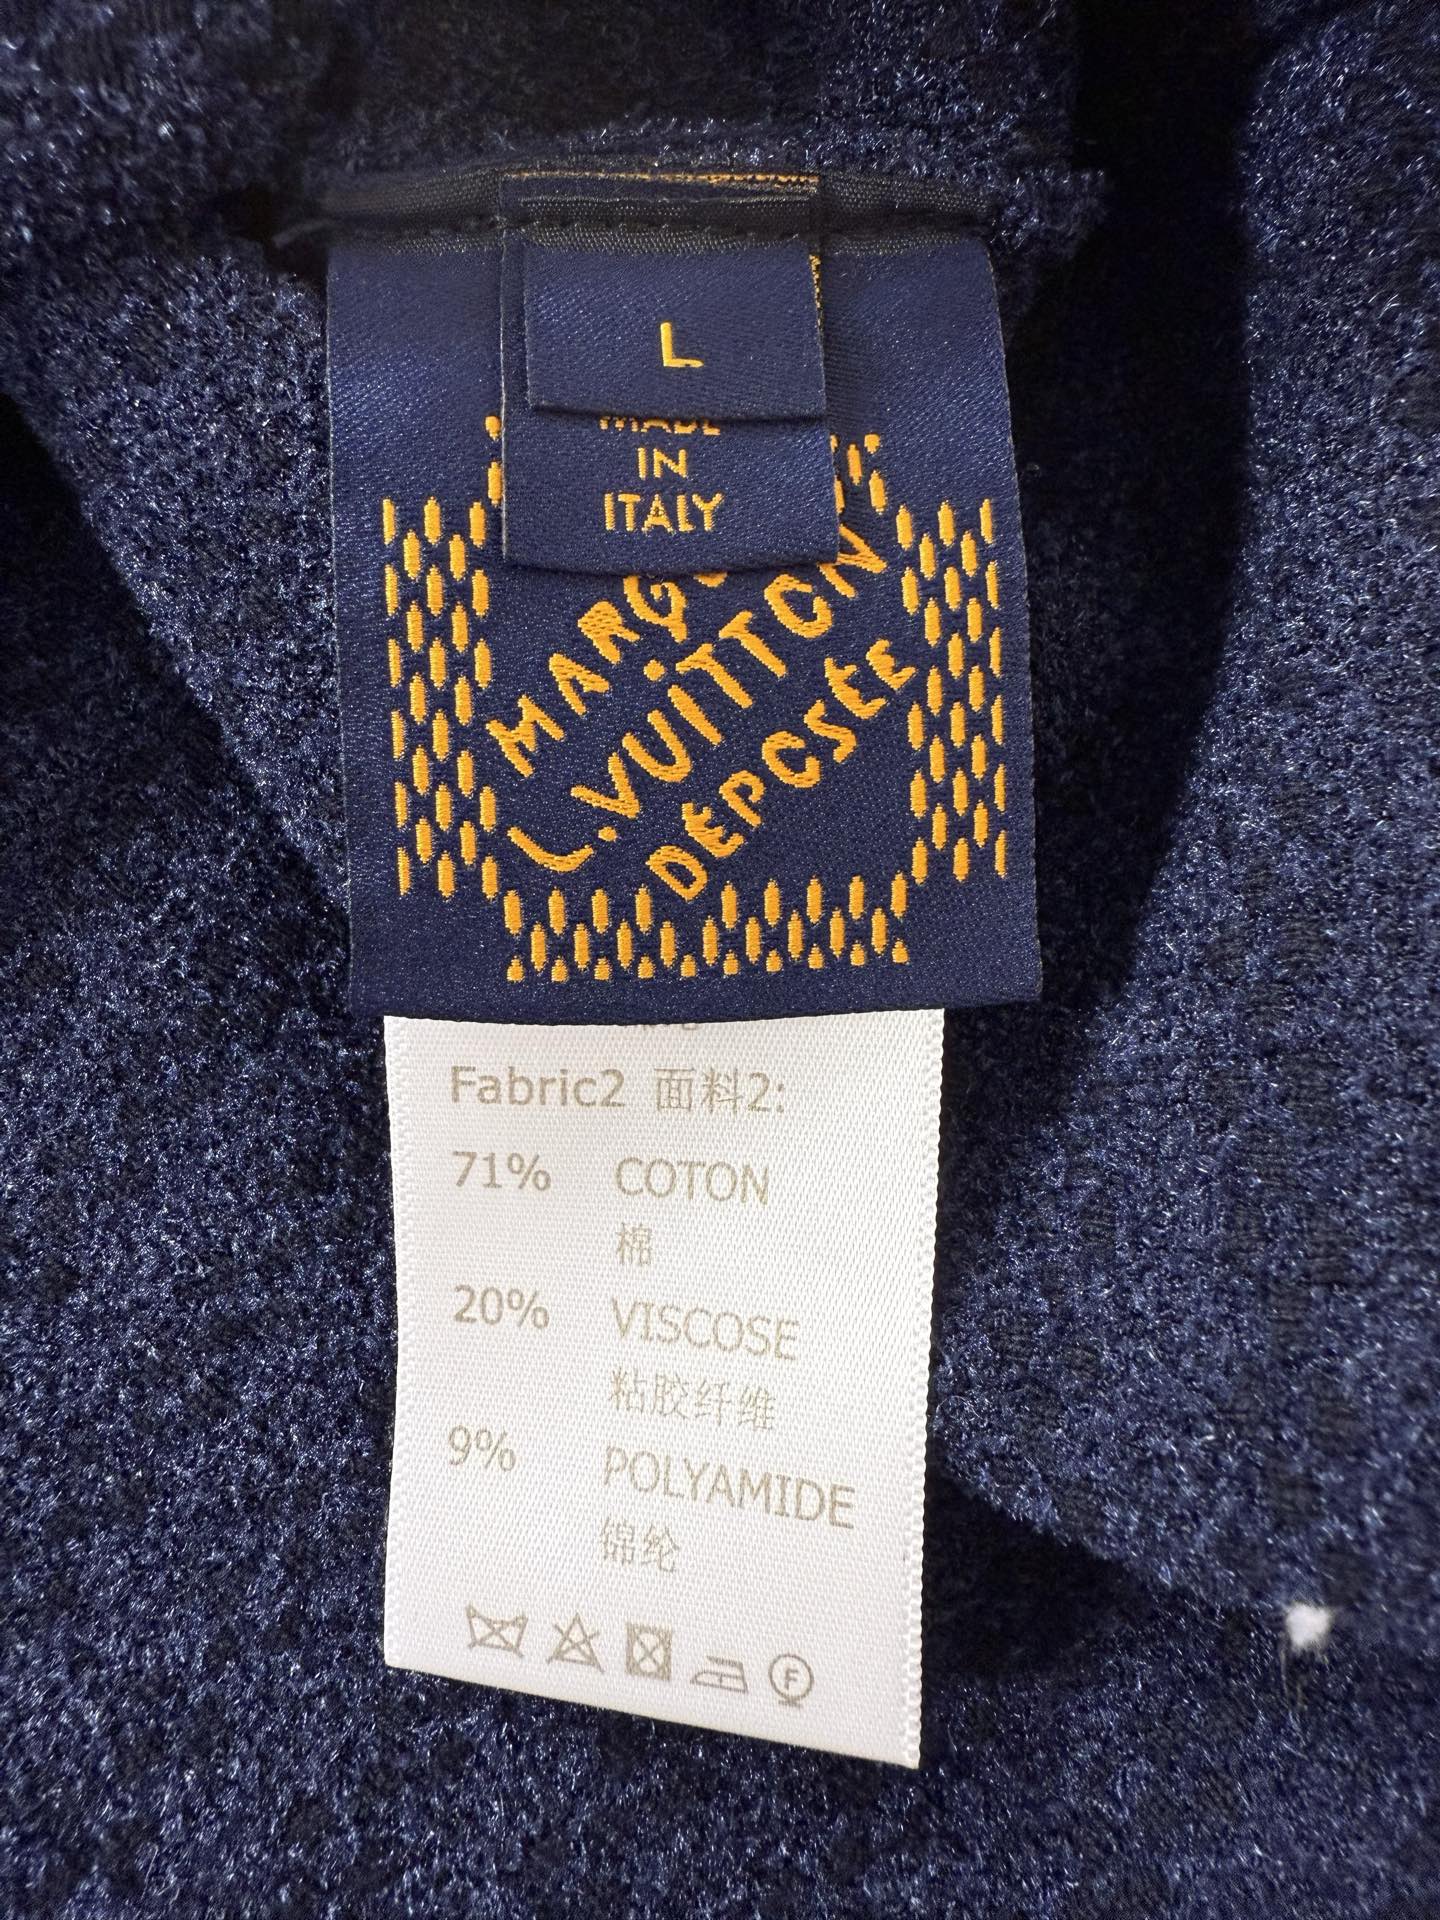 L
MADE
IN
ITALY
L.VUiTTON
DÉPOSÉE
Fabric2 面料2:
71% COTON
棉
20% VISCOSE
粘胶纤维
9% POLYAMIDE
锦纶
F